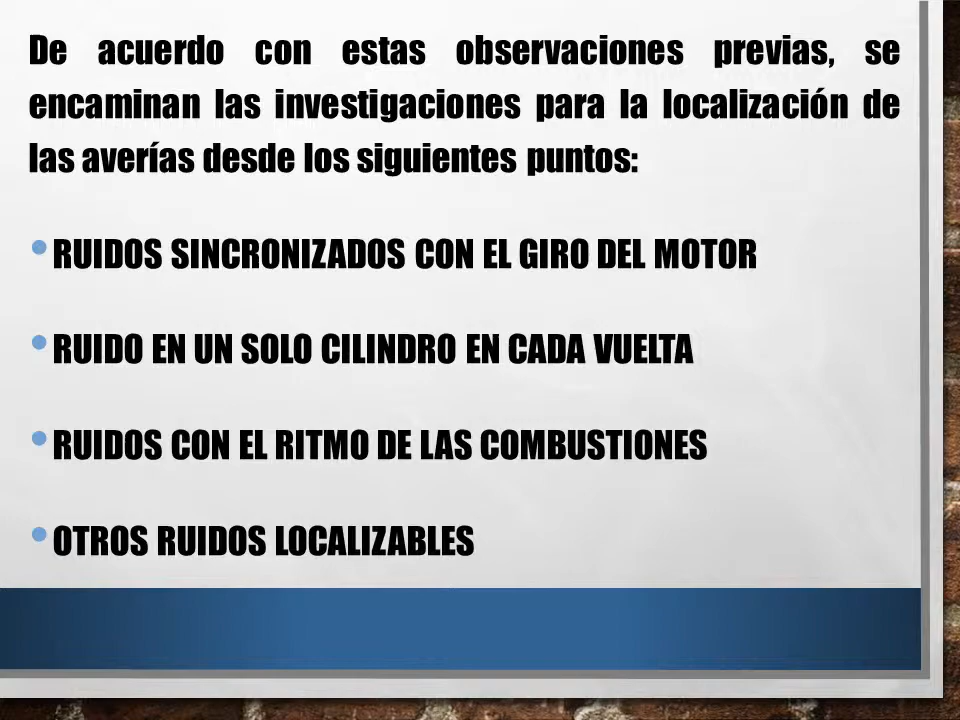 De acuerdo con estas observaciones previas, se
encaminan las investigaciones para la localización de
las averías desde los siguientes puntos:
• RUIDOS SINCRONIZADOS CON EL GIRO DEL MOTOR
• RUIDO EN UN SOLO CILINDRO EN CADA VUELTA
• RUIDOS CON EL RITMO DE LAS COMBUSTIONES
• OTROS RUIDOS LOCALIZABLES